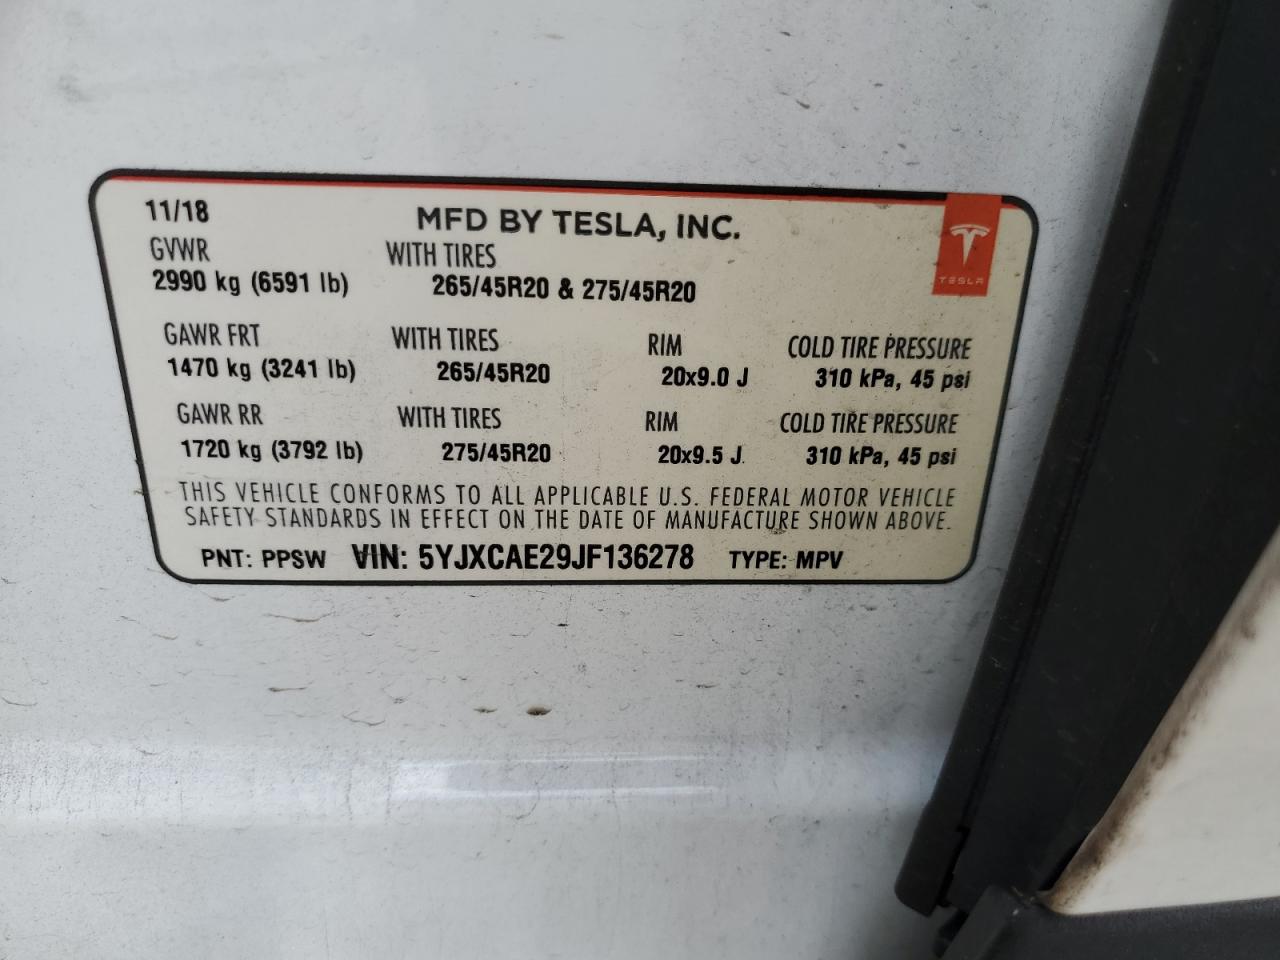 11/18 MFD BY TESLA, INC.
GVWR WITH TIRES
2990 kg (6591 lb) 265/45R20 & 275/45R20
TESLA
GAWR FRT WITH TIRES RIM COLD TIRE PRESSURE
1470 kg (3241 lb) 265/45R20 20x9.0 J 310 kPa, 45 psi
GAWR RR WITH TIRES RIM COLD TIRE PRESSURE
1720 kg (3792 lb) 275/45R20 20x9.5 J 310 kPa, 45 psi
THIS VEHICLE CONFORMS TO ALL APPLICABLE U.S. FEDERAL MOTOR VEHICLE
SAFETY STANDARDS IN EFFECT ON THE DATE OF MANUFACTURE SHOWN ABOVE.
PNT: PPSW VIN: 5YJXCAE29JF136278 TYPE: MPV